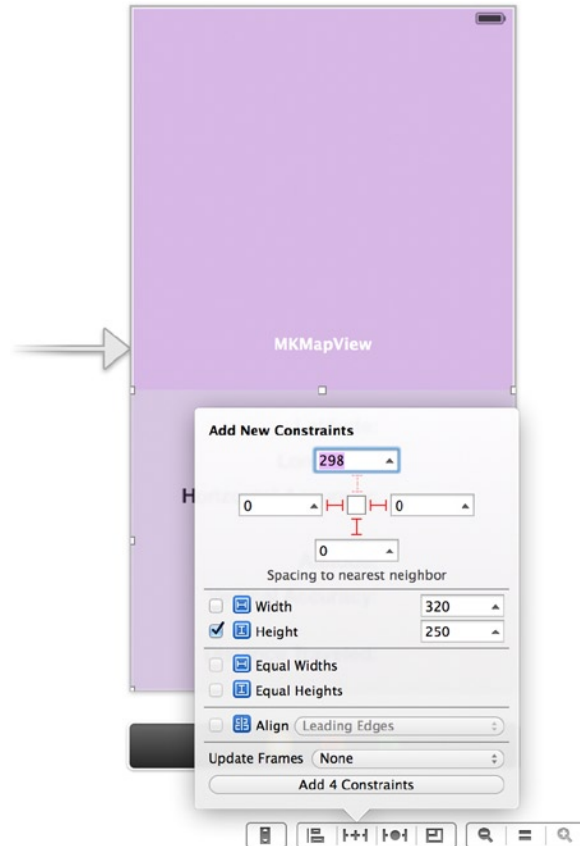 MKMapView
Add New Constraints
298
0
0
0
Spacing to nearest neighbor
Width 320
Height 250
Equal Widths
Equal Heights
Align Leading Edges
Update Frames None
Add 4 Constraints